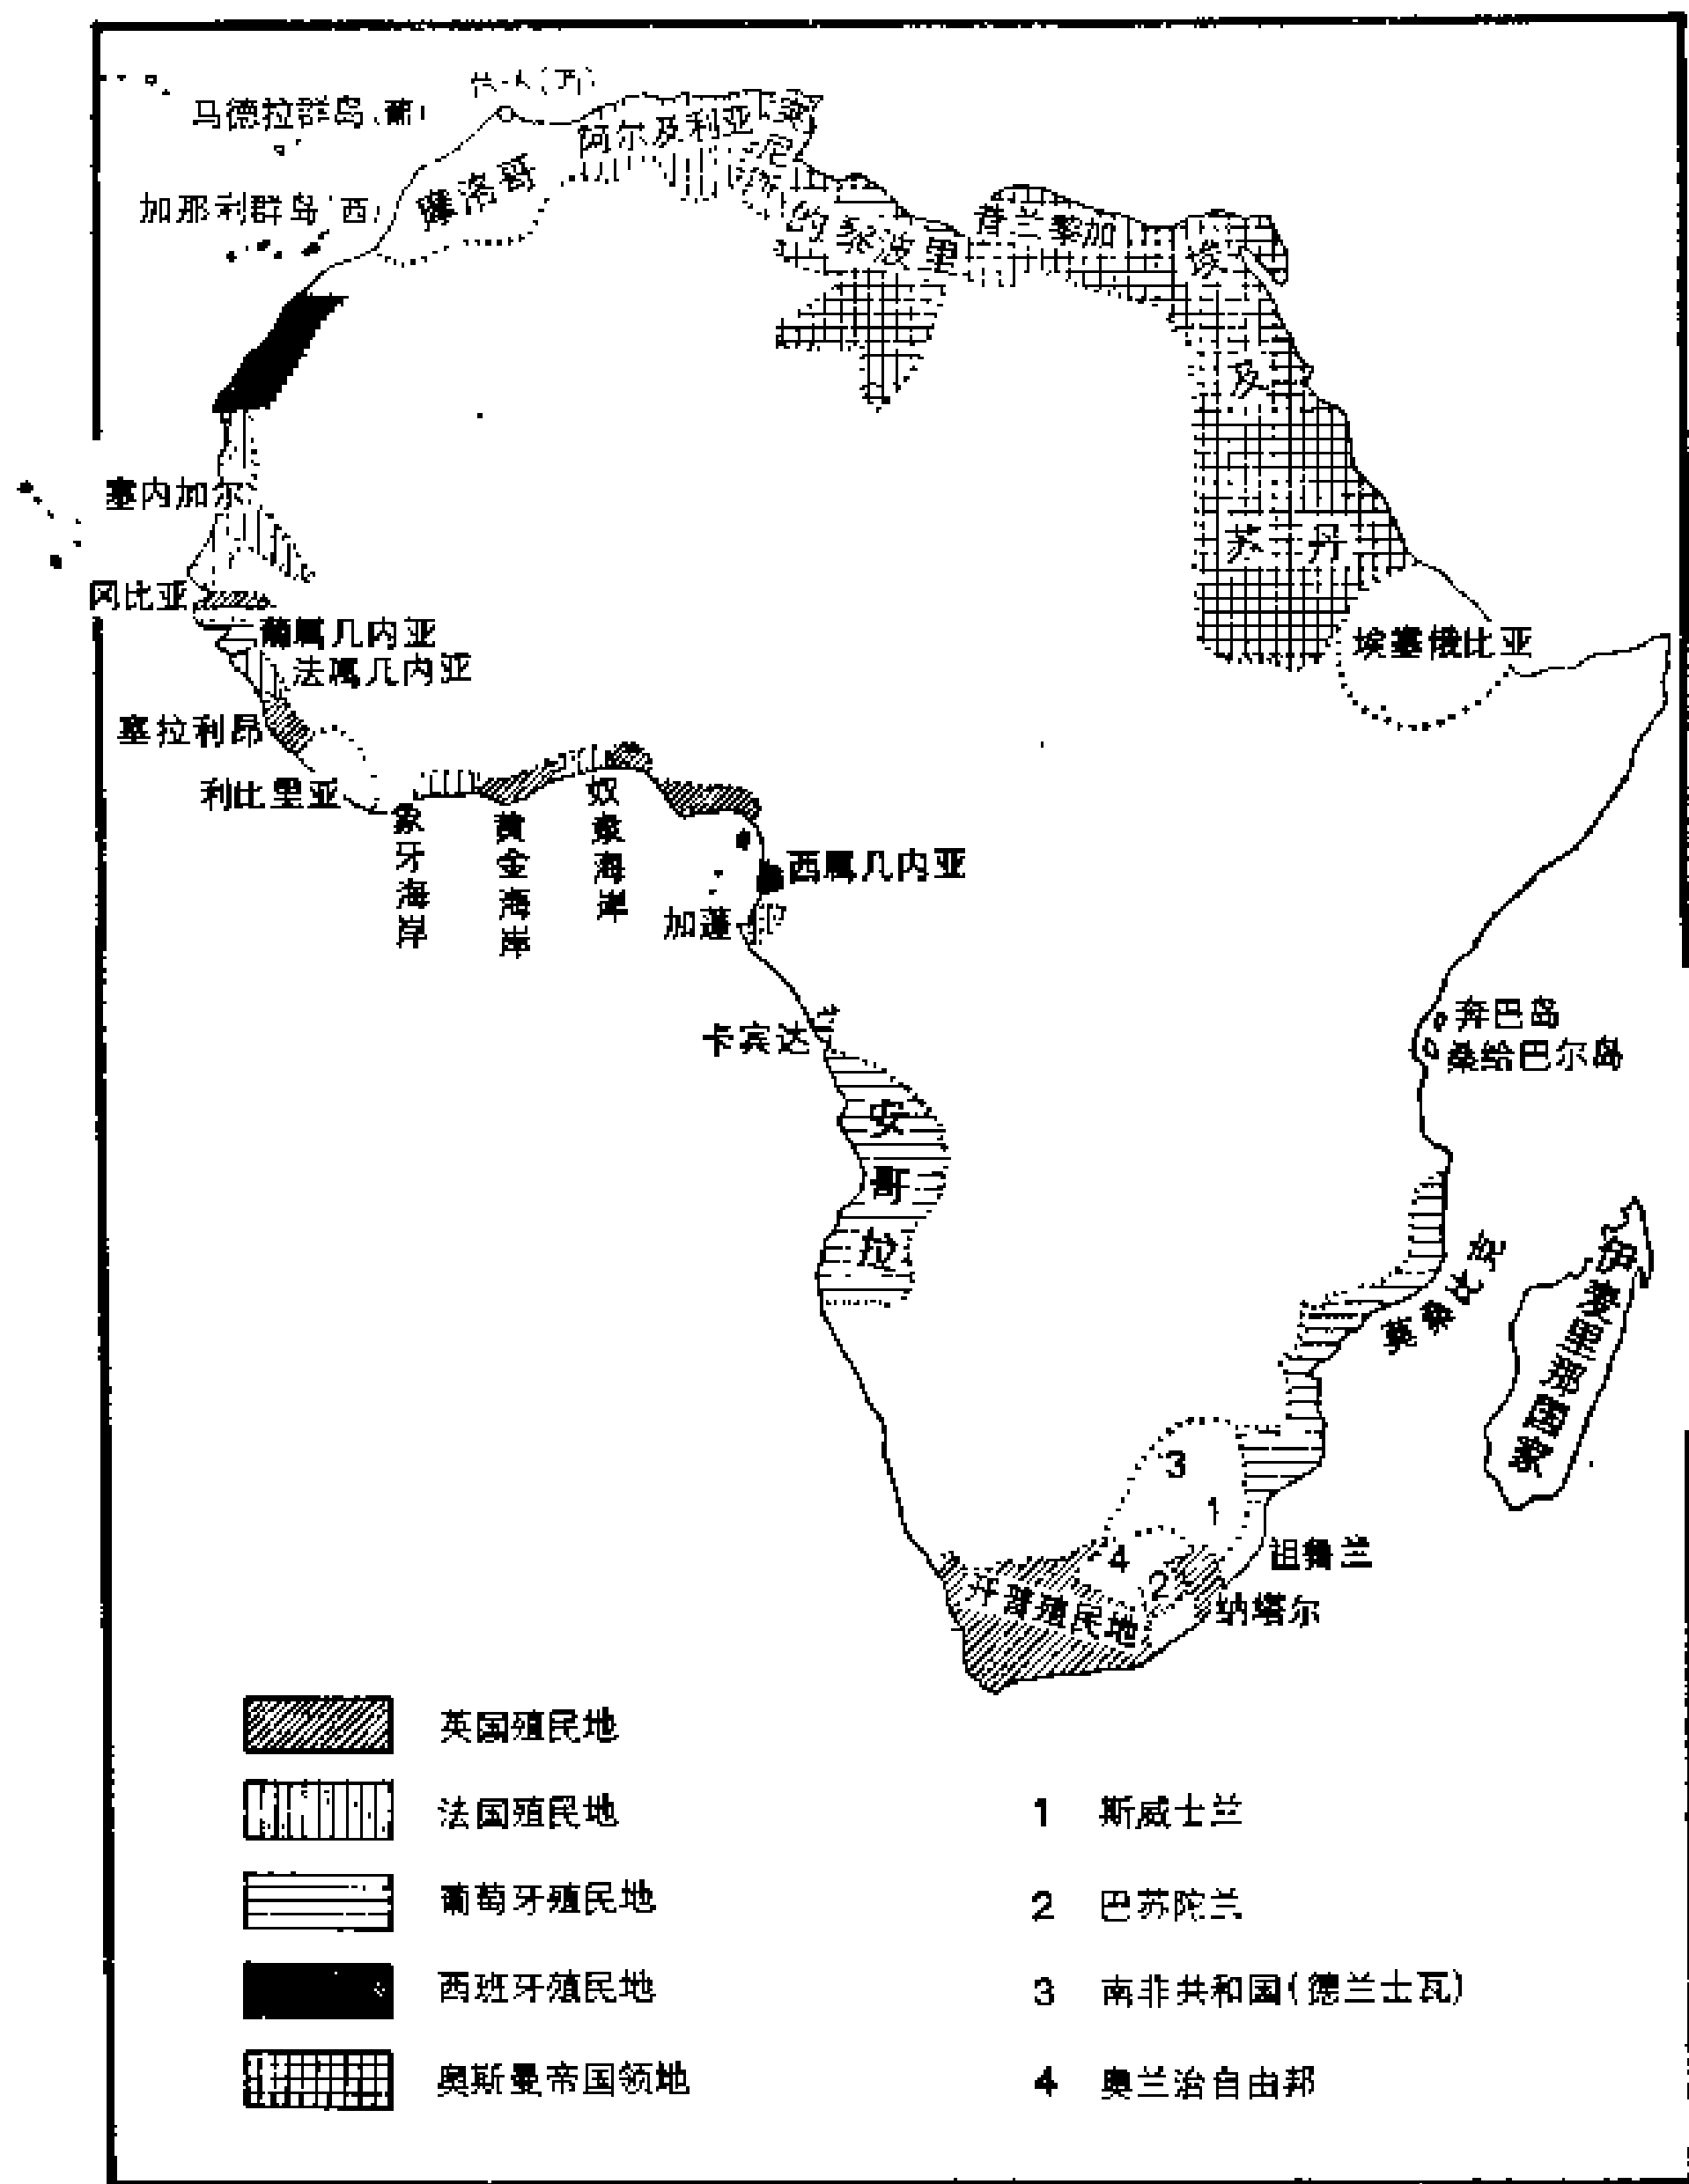 马德拉群岛(葡)
阿尔及利亚
突尼斯
摩洛哥
加那利群岛(西)
的黎波里
昔兰黎加
埃及
塞内加尔
苏丹
冈比亚
葡属几内亚
埃塞俄比亚
法属几内亚
塞拉利昂
利比里亚
象牙海岸
黄金海岸
奴隶海岸
西属几内亚
加蓬
奔巴岛
卡宾达
桑给巴尔岛
安哥拉
莫桑比克
3
1
4
祖鲁兰
2
开普殖民地
纳塔尔
英国殖民地
法国殖民地
1 斯威士兰
葡萄牙殖民地
2 巴苏陀兰
西班牙殖民地
3 南非共和国(德兰士瓦)
奥斯曼帝国领地
4 奥兰治自由邦